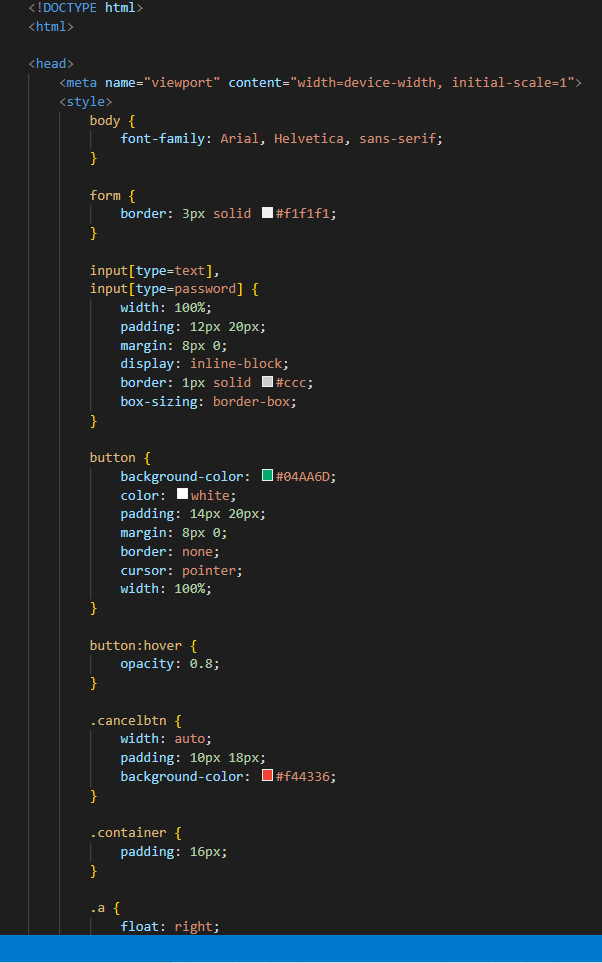 <!DOCTYPE html>
<html>
<head>
<meta name="viewport" content="width=device-width, initial-scale=1">
<style>
body {
font-family: Arial, Helvetica, sans-serif;
}
form {
border: 3px solid #f1f1f1;
}
input[type=text],
input[type=password] {
width: 100%;
padding: 12px 20px;
margin: 8px 0;
display: inline-block;
border: 1px solid #ccc;
box-sizing: border-box;
}
button {
background-color: #04AA6D;
color: white;
padding: 14px 20px;
margin: 8px 0;
border: none;
cursor: pointer;
width: 100%;
}
button:hover {
opacity: 0.8;
}
.cancelbtn {
width: auto;
padding: 10px 18px;
background-color: #f44336;
}
.container {
padding: 16px;
}
.a {
float: right;